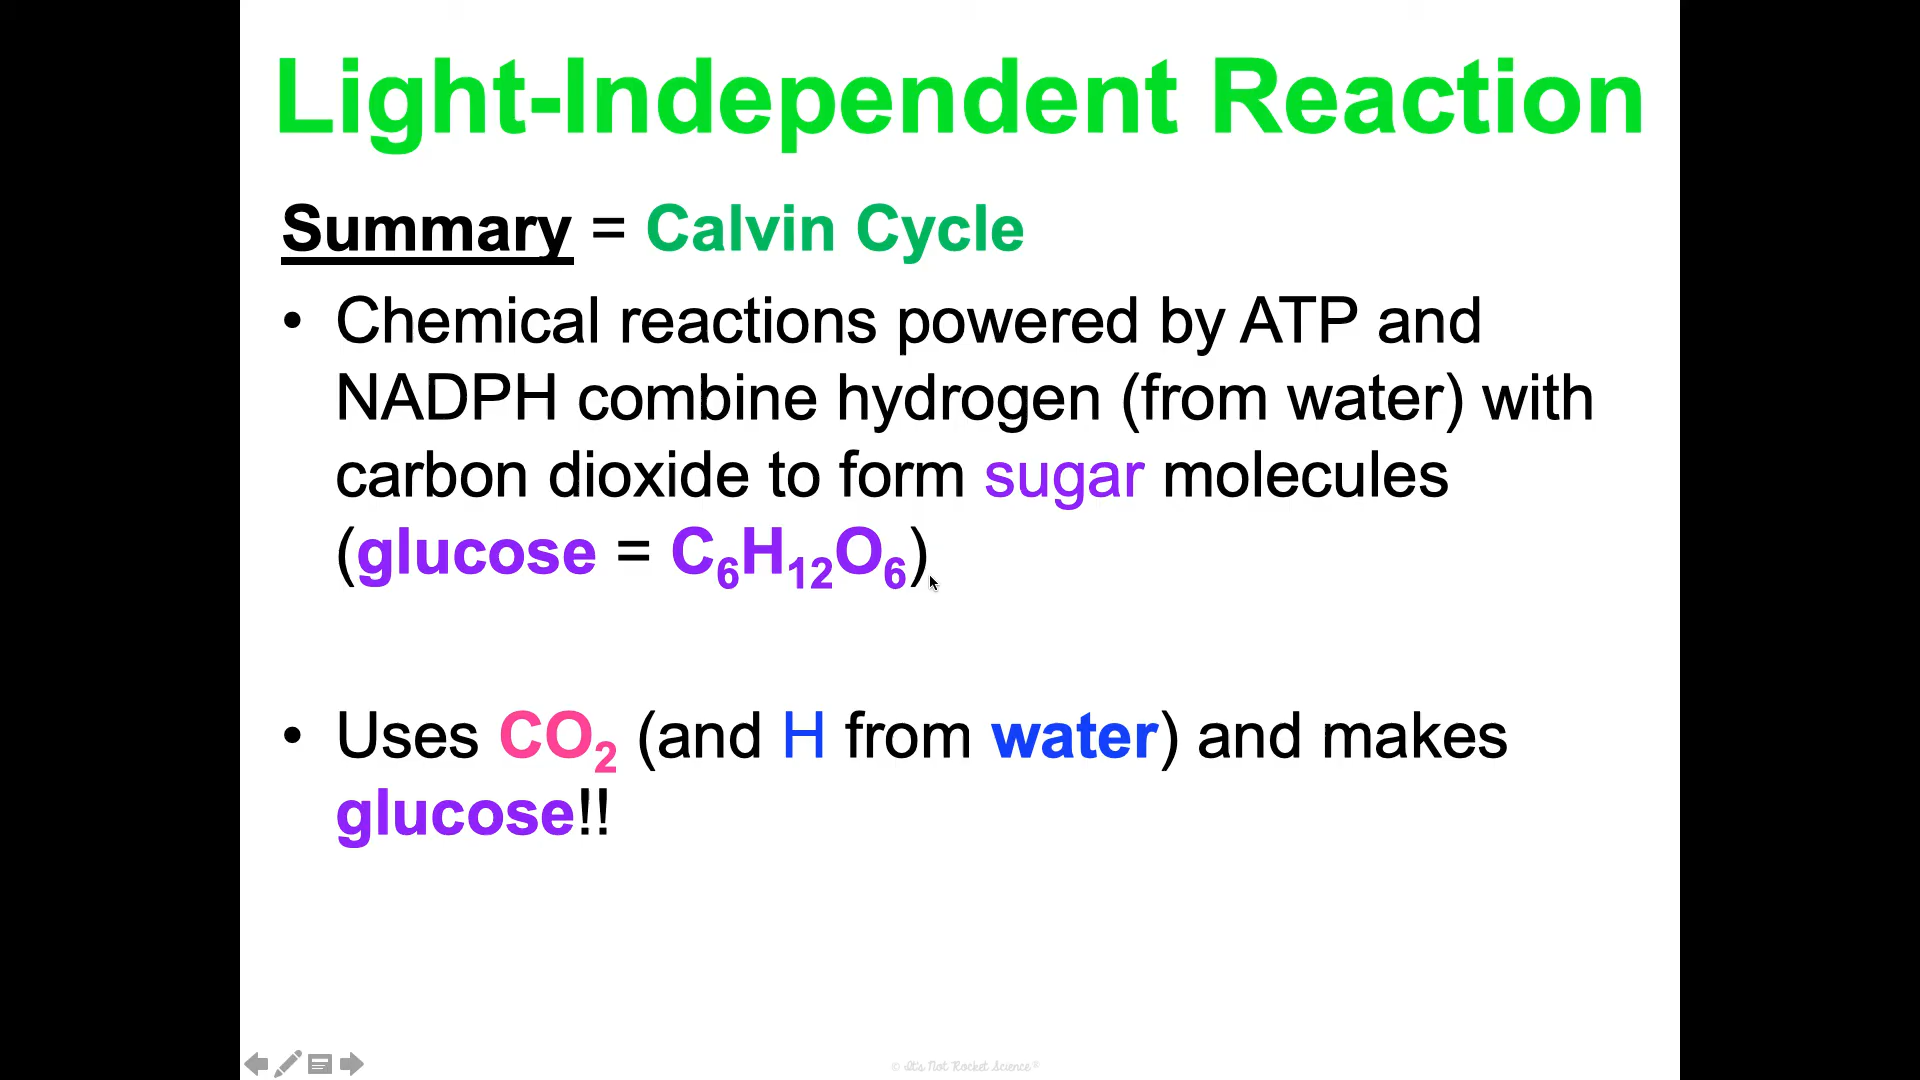 Light-Independent Reaction
Summary = Calvin Cycle
• Chemical reactions powered by ATP and
NADPH combine hydrogen (from water) with
carbon dioxide to form sugar molecules
(glucose = C₆H₁₂O₆)
• Uses CO₂ (and H from water) and makes
glucose!!
© It's Not Rocket Science®